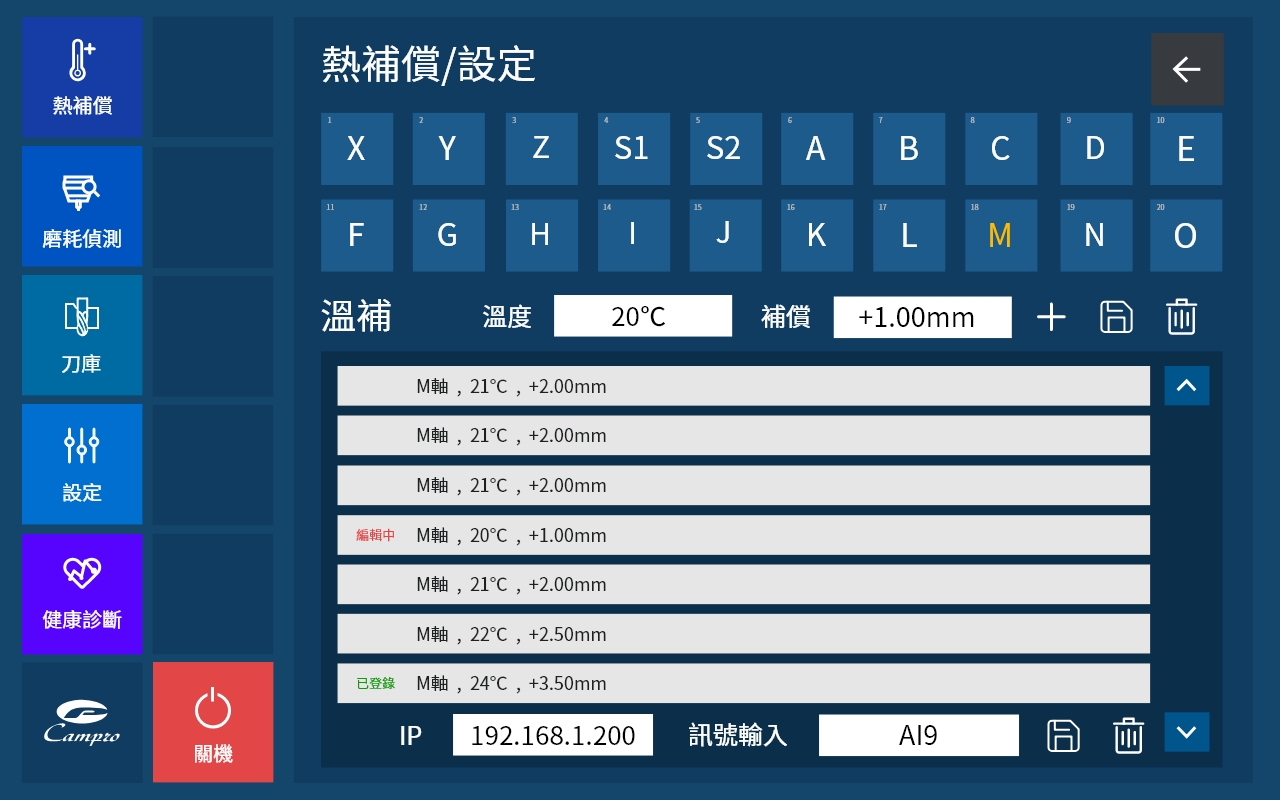 熱補償/設定
熱補償
磨耗偵測
刀庫
設定
健康診斷
Campro
關機
1 X
2 Y
3 Z
4 S1
5 S2
6 A
7 B
8 C
9 D
10 E
11 F
12 G
13 H
14 I
15 J
16 K
17 L
18 M
19 N
20 O
溫補 溫度 20℃ 補償 +1.00mm
M軸 , 21℃ , +2.00mm
M軸 , 21℃ , +2.00mm
M軸 , 21℃ , +2.00mm
編輯中 M軸 , 20℃ , +1.00mm
M軸 , 21℃ , +2.00mm
M軸 , 22℃ , +2.50mm
已登錄 M軸 , 24℃ , +3.50mm
IP 192.168.1.200 訊號輸入 AI9